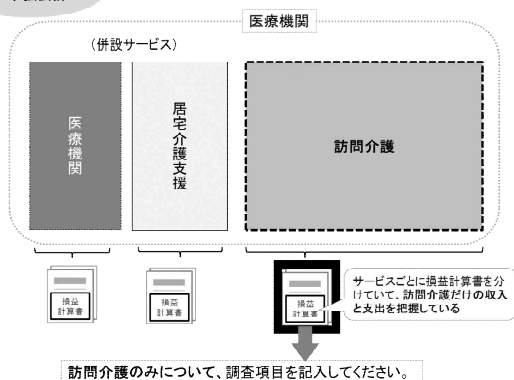 医療機関
（併設サービス）
医療機関
居宅介護支援
訪問介護
損益
計算書
損益
計算書
損益
計算書
サービスごとに損益計算書を分
けていて、訪問介護だけの収入
と支出を把握している
訪問介護のみについて、調査項目を記入してください。